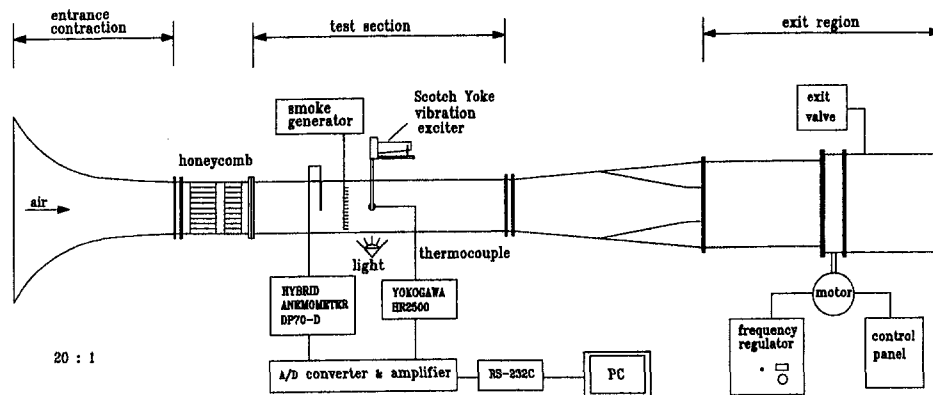 entrance
contraction
test section
exit region
smoke
generator
Scotch Yoke
vibration
exciter
exit
valve
honeycomb
air
light
thermocouple
HYBRID
ANEMOMETER
DP70-D
YOKOGAWA
HR2500
motor
frequency
regulator
control
panel
20 : 1
A/D converter & amplifier
RS-232C
PC